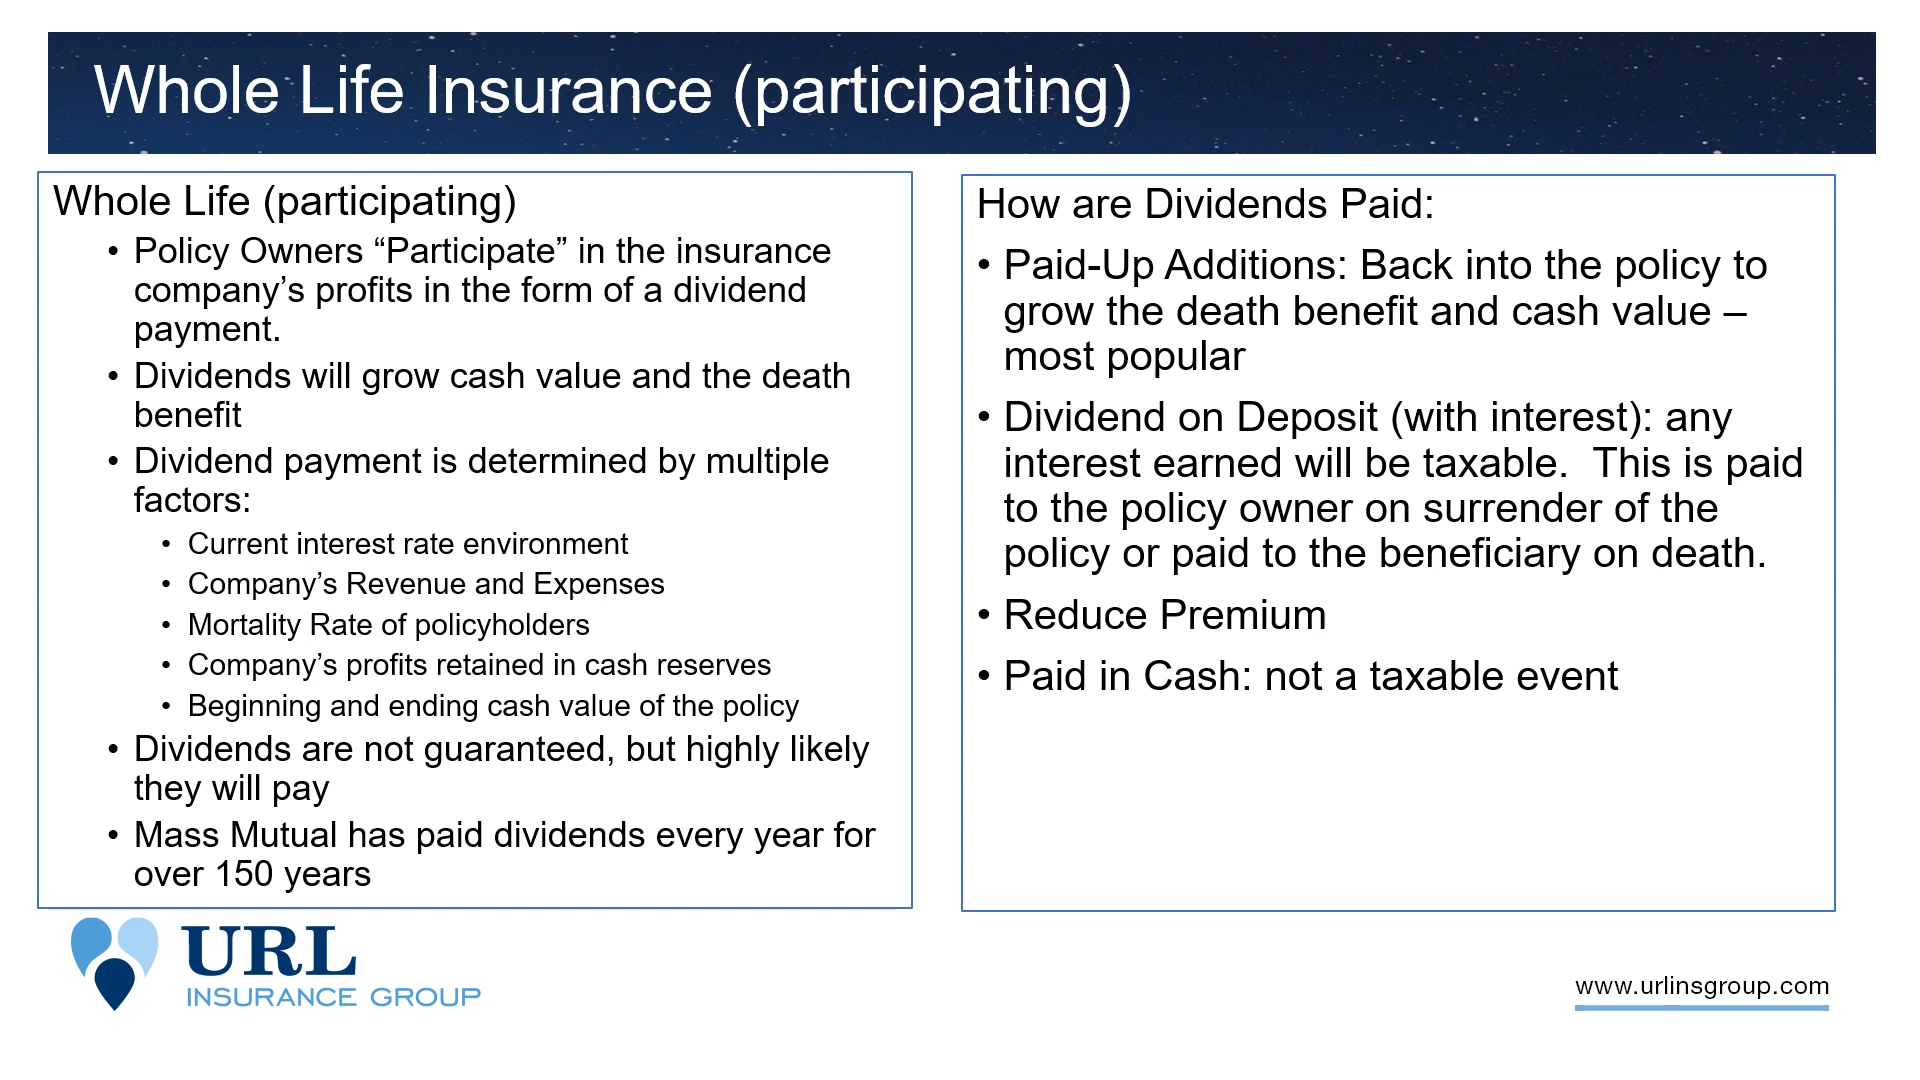 Whole Life Insurance (participating)
Whole Life (participating)
• Policy Owners “Participate” in the insurance
company’s profits in the form of a dividend
payment.
• Dividends will grow cash value and the death
benefit
• Dividend payment is determined by multiple
factors:
• Current interest rate environment
• Company’s Revenue and Expenses
• Mortality Rate of policyholders
• Company’s profits retained in cash reserves
• Beginning and ending cash value of the policy
• Dividends are not guaranteed, but highly likely
they will pay
• Mass Mutual has paid dividends every year for
over 150 years
How are Dividends Paid:
• Paid-Up Additions: Back into the policy to
grow the death benefit and cash value –
most popular
• Dividend on Deposit (with interest): any
interest earned will be taxable.  This is paid
to the policy owner on surrender of the
policy or paid to the beneficiary on death.
• Reduce Premium
• Paid in Cash: not a taxable event
URL
INSURANCE GROUP
www.urlinsgroup.com